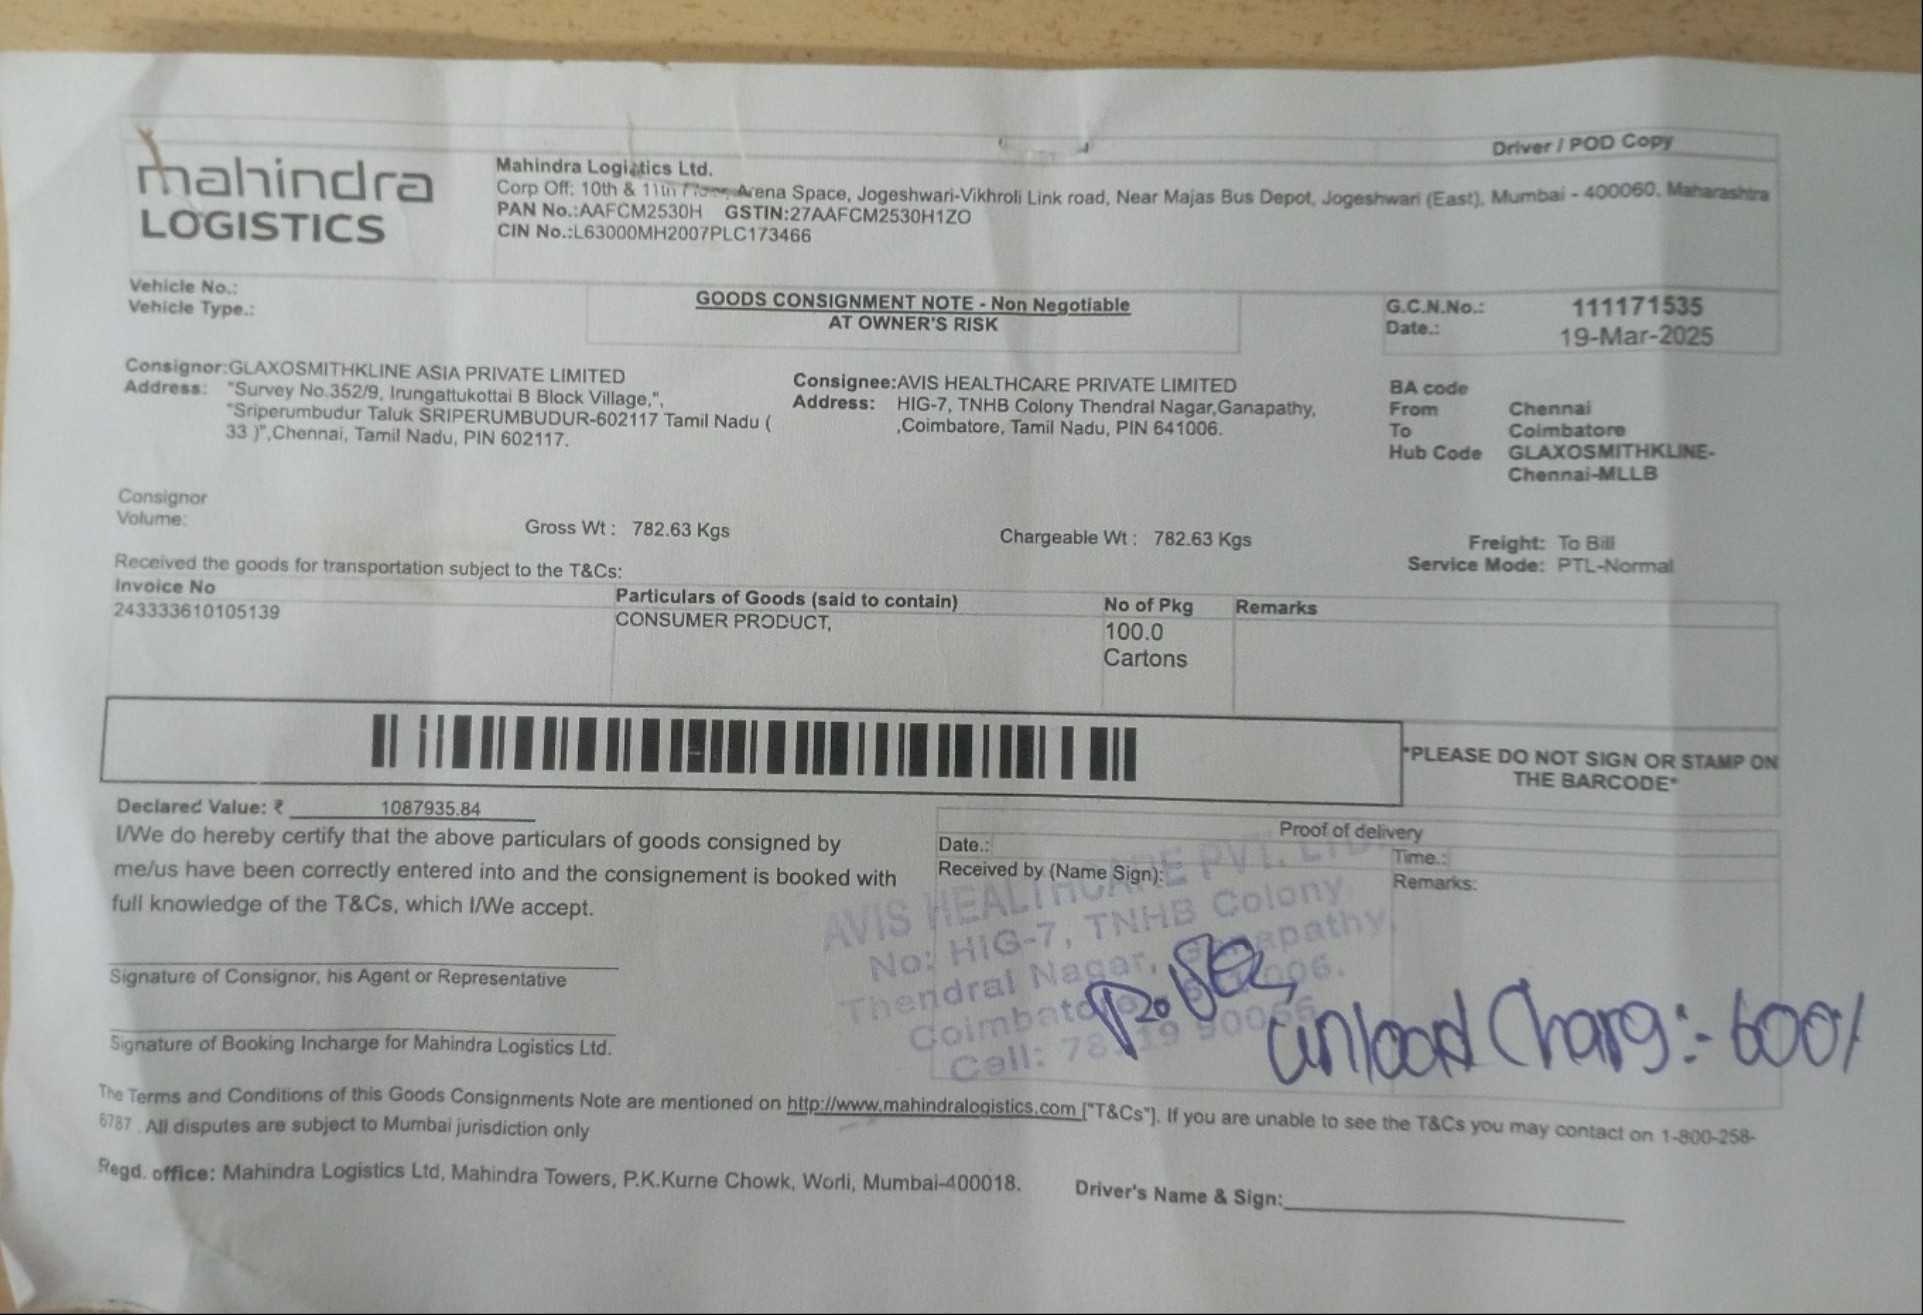 Driver / POD Copy
mahindra
LOGISTICS
Mahindra Logistics Ltd.
Corp Off: 10th & 11th Floor, Arena Space, Jogeshwari-Vikhroli Link road, Near Majas Bus Depot, Jogeshwari (East), Mumbai - 400060. Maharashtra
PAN No.:AAFCM2530H GSTIN:27AAFCM2530H1ZO
CIN No.:L63000MH2007PLC173466
Vehicle No.:
Vehicle Type.:
GOODS CONSIGNMENT NOTE - Non Negotiable
AT OWNER'S RISK
G.C.N.No.: 111171535
Date.: 19-Mar-2025
Consignor:GLAXOSMITHKLINE ASIA PRIVATE LIMITED
Address: "Survey No.352/9, Irungattukottai B Block Village,",
"Sriperumbudur Taluk SRIPERUMBUDUR-602117 Tamil Nadu (
33 )",Chennai, Tamil Nadu, PIN 602117.
Consignee:AVIS HEALTHCARE PRIVATE LIMITED
Address: HIG-7, TNHB Colony Thendral Nagar,Ganapathy,
,Coimbatore, Tamil Nadu, PIN 641006.
BA code
From Chennai
To Coimbatore
Hub Code GLAXOSMITHKLINE-
Chennai-MLLB
Consignor
Volume:
Gross Wt : 782.63 Kgs
Chargeable Wt : 782.63 Kgs
Freight: To Bill
Service Mode: PTL-Normal
Received the goods for transportation subject to the T&Cs:
Invoice No Particulars of Goods (said to contain) No of Pkg Remarks
243333610105139 CONSUMER PRODUCT, 100.0
Cartons
*PLEASE DO NOT SIGN OR STAMP ON
THE BARCODE*
Declared Value: ₹ 1087935.84
I/We do hereby certify that the above particulars of goods consigned by
me/us have been correctly entered into and the consignement is booked with
full knowledge of the T&Cs, which I/We accept.
Signature of Consignor, his Agent or Representative
Signature of Booking Incharge for Mahindra Logistics Ltd.
Proof of delivery
Date.:
Time.:
Received by (Name Sign):
Remarks:
AVIS HEALTHCARE PVT. LTD.
No: HIG-7, TNHB Colony,
Thendral Nagar, Ganapathy,
Coimbatore
Call:
unload Charg:- 600/
The Terms and Conditions of this Goods Consignments Note are mentioned on http://www.mahindralogistics.com ["T&Cs"]. If you are unable to see the T&Cs you may contact on 1-800-258-
6787 . All disputes are subject to Mumbai jurisdiction only
Regd. office: Mahindra Logistics Ltd, Mahindra Towers, P.K.Kurne Chowk, Worli, Mumbai-400018.
Driver's Name & Sign: